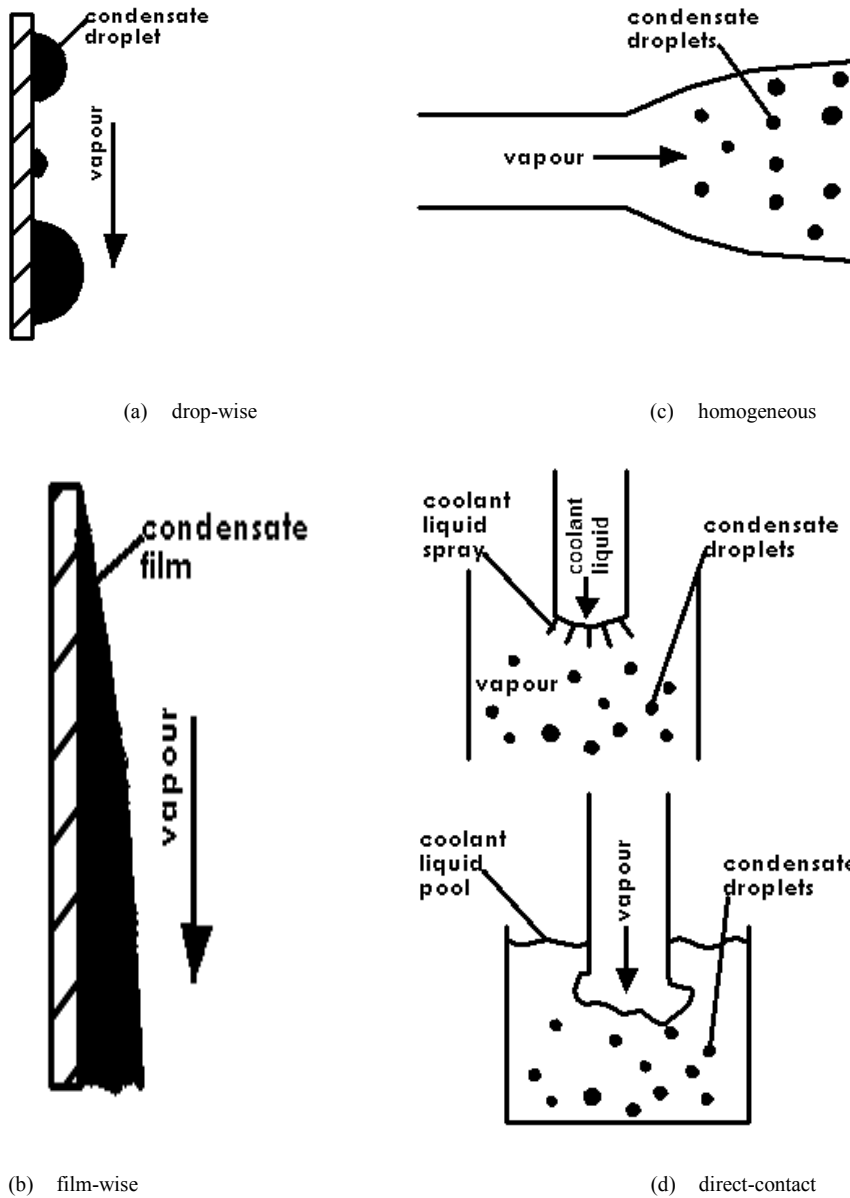 condensate
droplet
vapour
(a) drop-wise
condensate
droplets
vapour
(c) homogeneous
condensate
film
vapour
(b) film-wise
coolant
liquid
spray
coolant
liquid
condensate
droplets
vapour
coolant
liquid
pool
vapour
condensate
droplets
(d) direct-contact